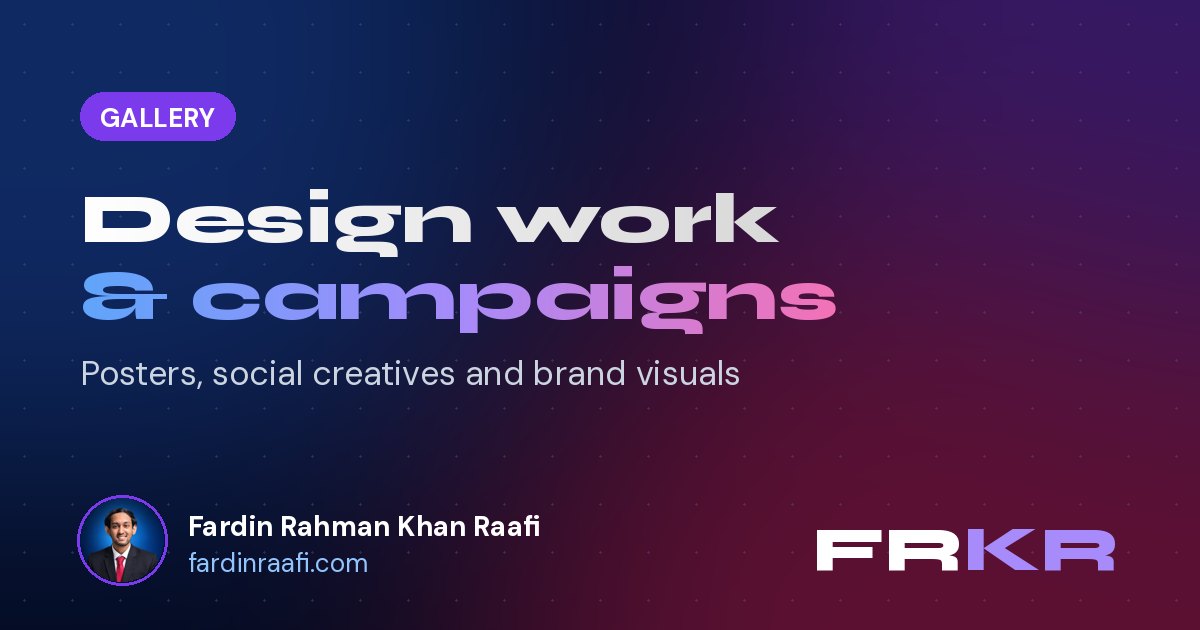 GALLERY
Design work
& campaigns
Posters, social creatives and brand visuals
Fardin Rahman Khan Raafi
fardinraafi.com
FRKR